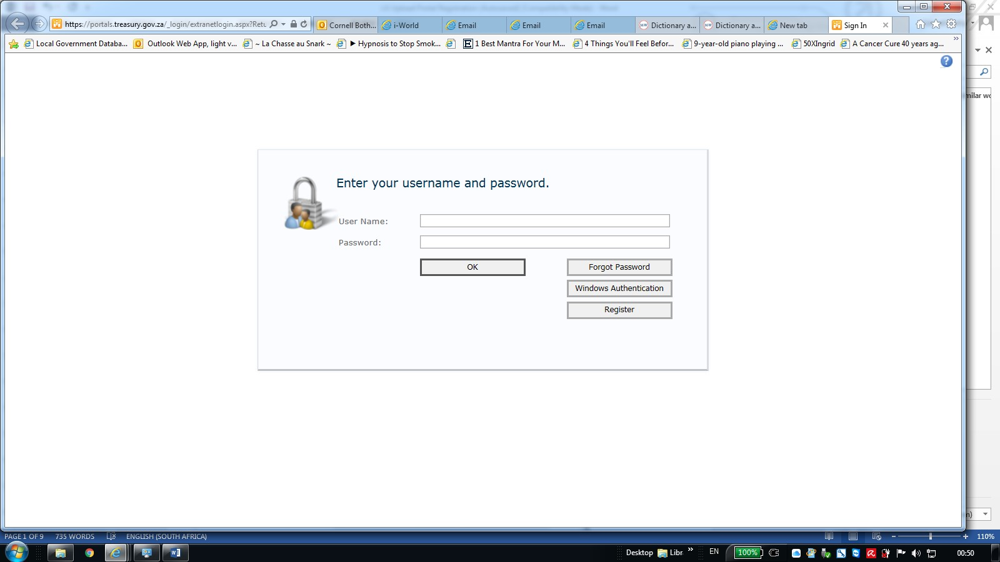 https://portals.treasury.gov.za/_login/extranetlogin.aspx?Retu
Cornell Both...
i-World
Email
Email
Email
Dictionary a...
Dictionary a...
New tab
Sign In
Local Government Databa...
Outlook Web App, light v...
~ La Chasse au Snark ~
▶ Hypnosis to Stop Smok...
1 Best Mantra For Your M...
4 Things You'll Feel Befor...
9-year-old piano playing ...
50XIngrid
A Cancer Cure 40 years ag...
Enter your username and password.
User Name:
Password:
OK
Forgot Password
Windows Authentication
Register
PAGE 1 OF 9
735 WORDS
ENGLISH (SOUTH AFRICA)
110%
Desktop
Libr
EN
100%
00:50